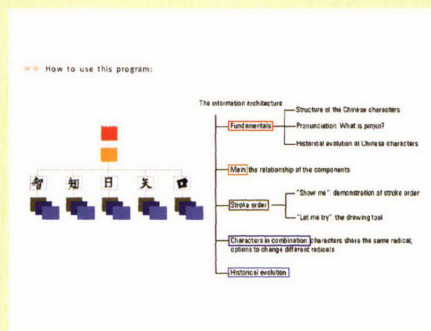 How to use this program:
The information architecture
Structure of the Chinese characters
Fundamentals
Pronunciation: What is pinyin?
Historical evolution of Chinese characters
Main the relationship of the components
智 知 日 矢 口
"Show me": demonstration of stroke order
Stroke order
"Let me try": the drawing tool
Characters in combination characters share the same radical,
options to change different radicals
Historical evolution